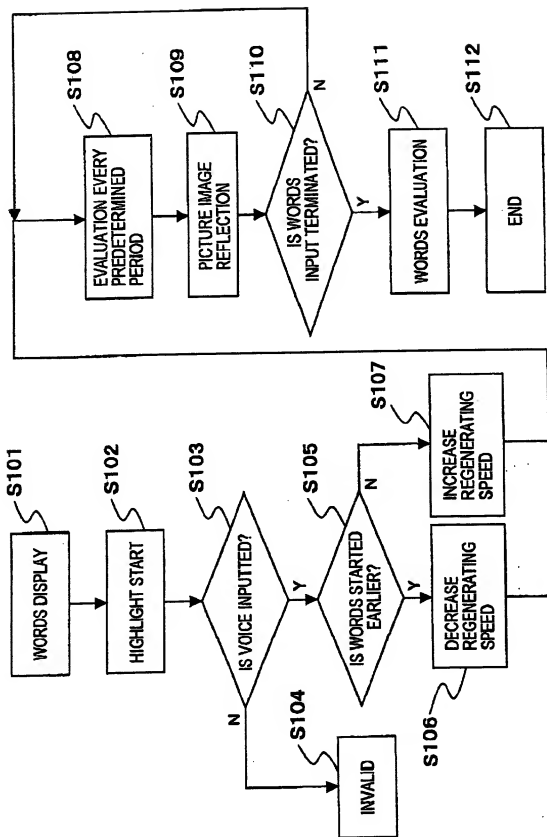 S101
WORDS DISPLAY
S102
HIGHLIGHT START
S103
IS VOICE INPUTTED?
N
Y
S104
INVALID
S105
IS WORDS STARTED
EARLIER?
N
Y
S106
DECREASE
REGENERATING
SPEED
S107
INCREASE
REGENERATING
SPEED
S108
EVALUATION EVERY
PREDETERMINED
PERIOD
S109
PICTURE IMAGE
REFLECTION
S110
IS WORDS
INPUT TERMINATED?
N
Y
S111
WORDS EVALUATION
S112
END